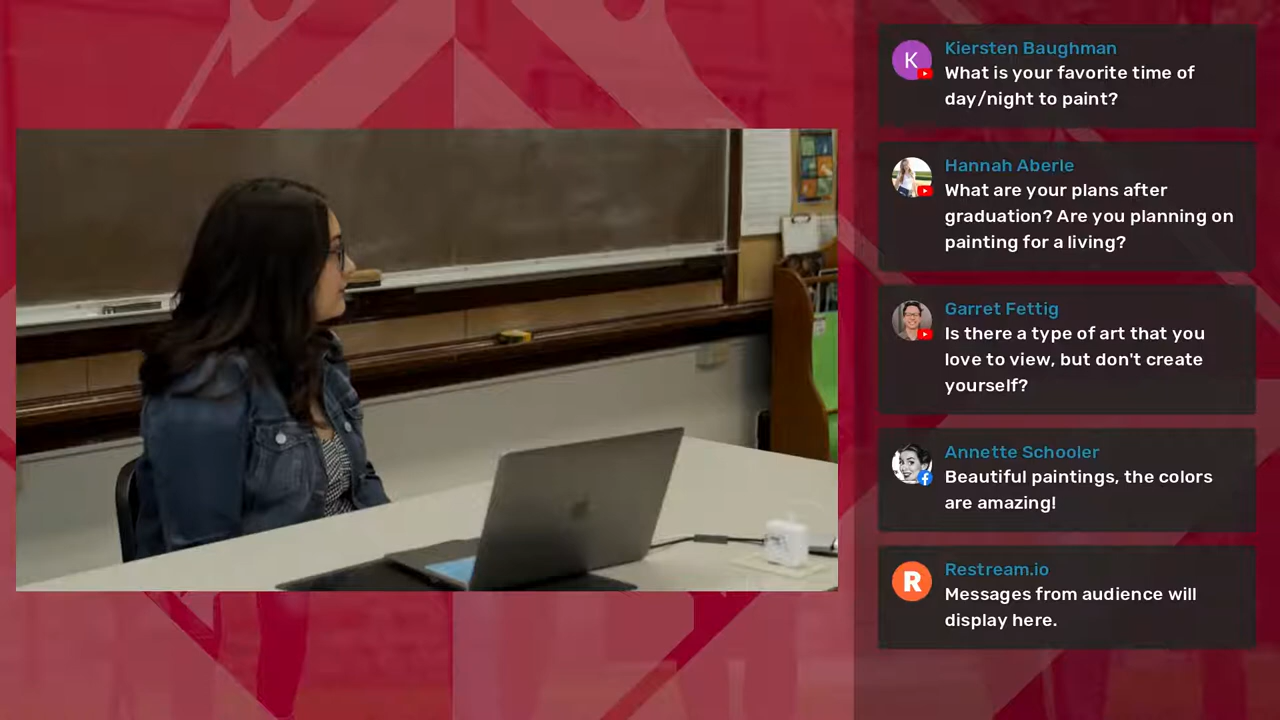 K
Kiersten Baughman
What is your favorite time of
day/night to paint?
Hannah Aberle
What are your plans after
graduation? Are you planning on
painting for a living?
Garret Fettig
Is there a type of art that you
love to view, but don't create
yourself?
Annette Schooler
Beautiful paintings, the colors
are amazing!
R
Restream.io
Messages from audience will
display here.